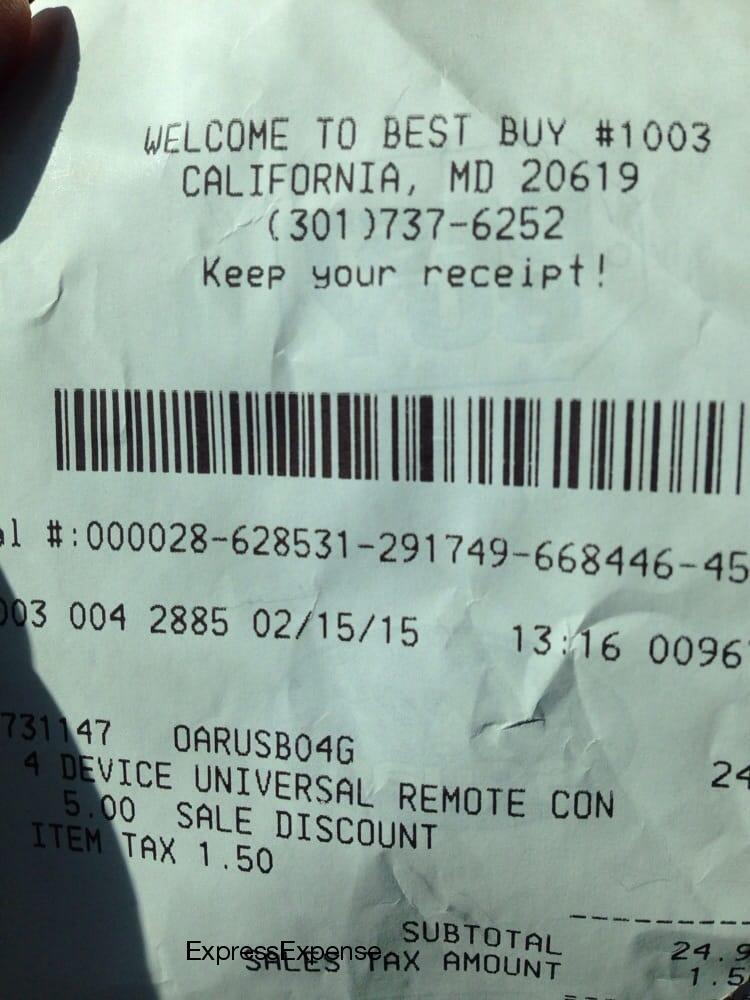 WELCOME TO BEST BUY #1003
CALIFORNIA, MD 20619
(301)737-6252
Keep your receipt!
al #:000028-628531-291749-668446-45
003 004 2885 02/15/15 13:16 0096
731147 OARUSB04G 24
4 DEVICE UNIVERSAL REMOTE CON
5.00 SALE DISCOUNT
ITEM TAX 1.50
SUBTOTAL 24.9
SALES TAX AMOUNT 1.5
ExpressExpense